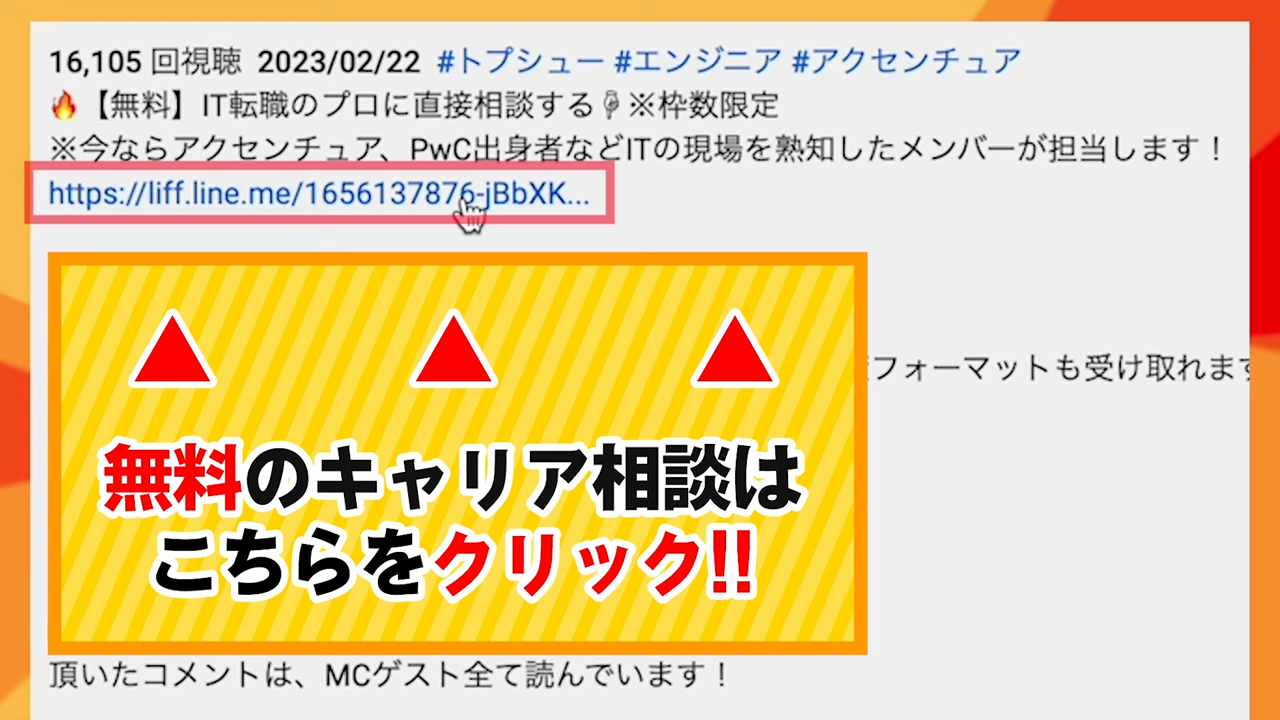 16,105 回視聴 2023/02/22 #トプシュー #エンジニア #アクセンチュア
🔥【無料】IT転職のプロに直接相談する☟※枠数限定
※今ならアクセンチュア、PwC出身者などITの現場を熟知したメンバーが担当します！
https://liff.line.me/1656137876-jBbXK...
フォーマットも受け取れます
無料のキャリア相談は
こちらをクリック!!
頂いたコメントは、MCゲスト全て読んでいます！